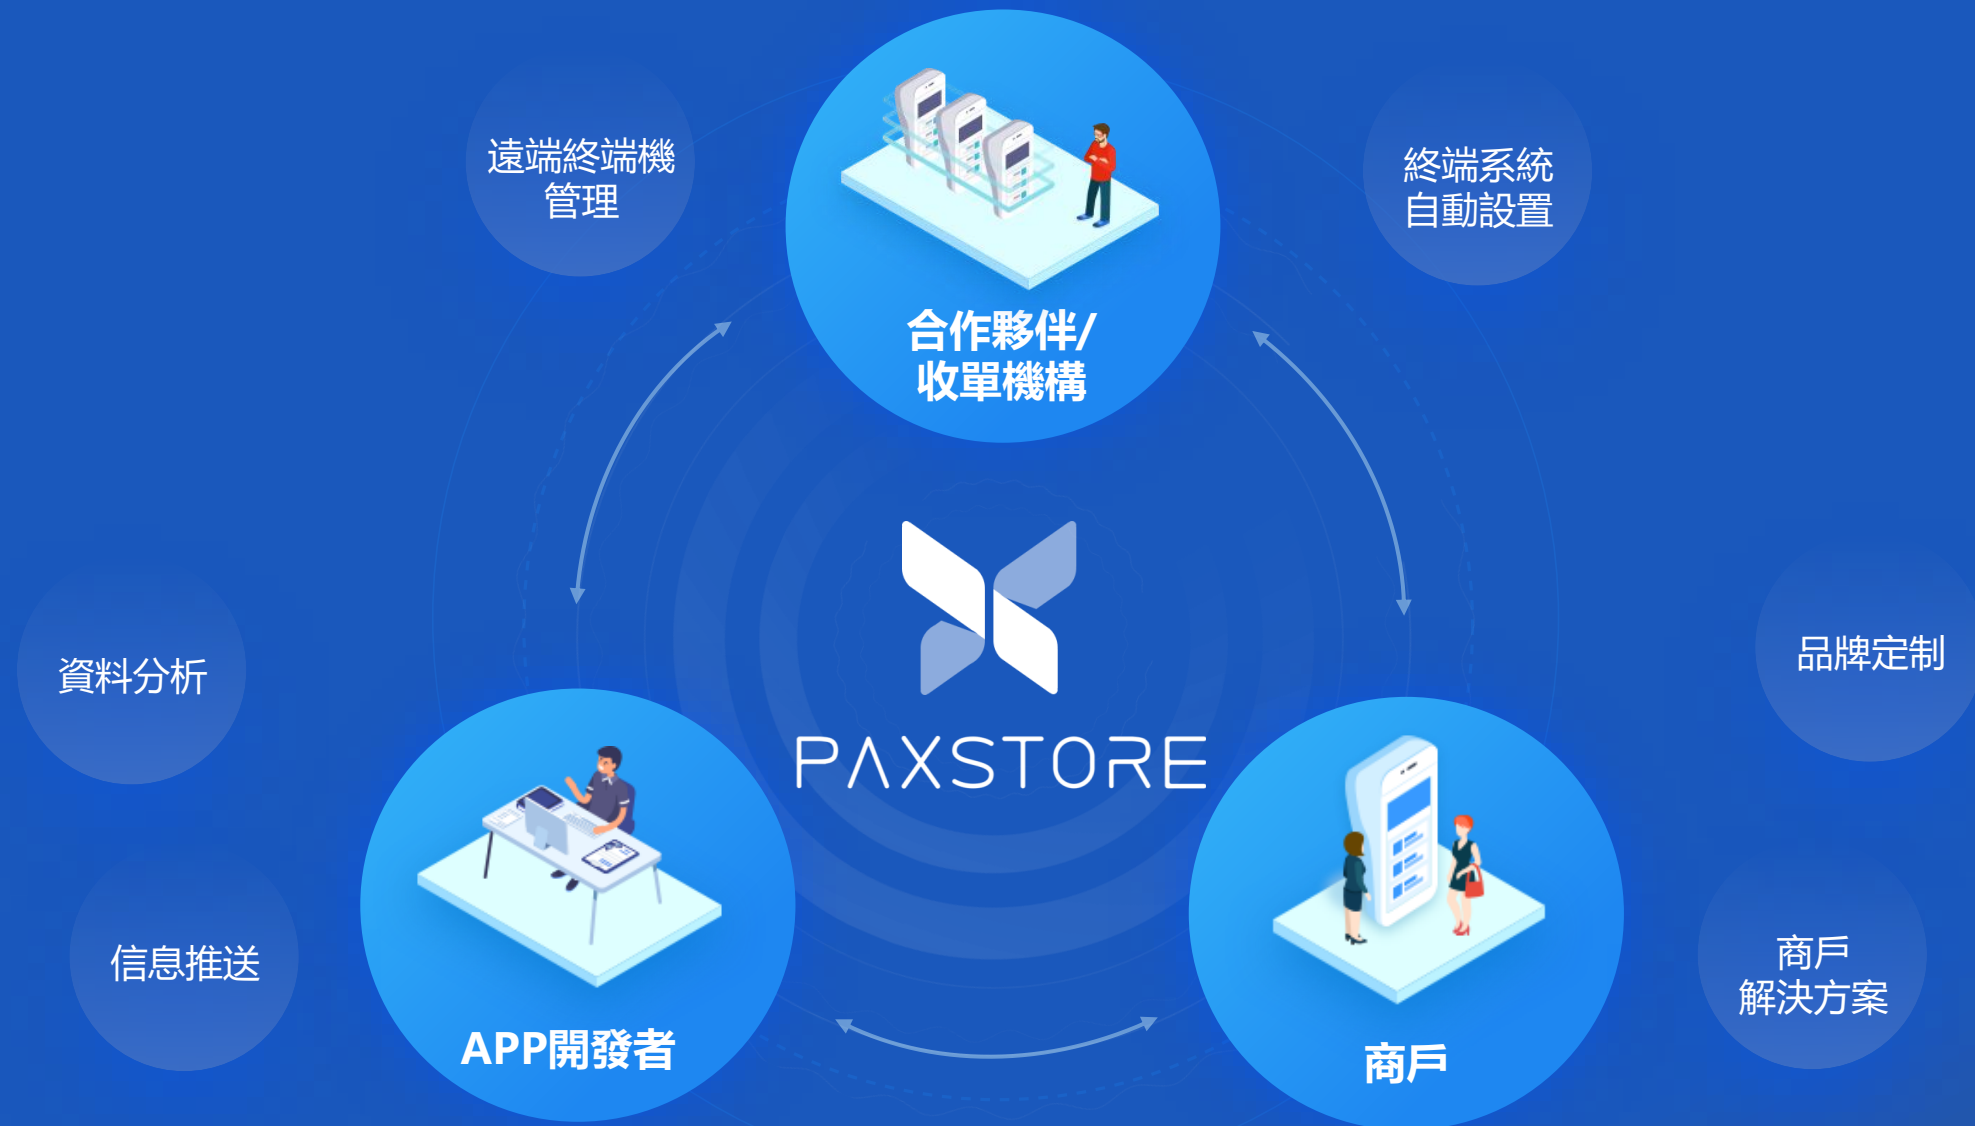 遠端終端機
管理
合作夥伴/
收單機構
終端系統
自動設置
資料分析
PAXSTORE
品牌定制
信息推送
APP開發者
商戶
商戶
解決方案